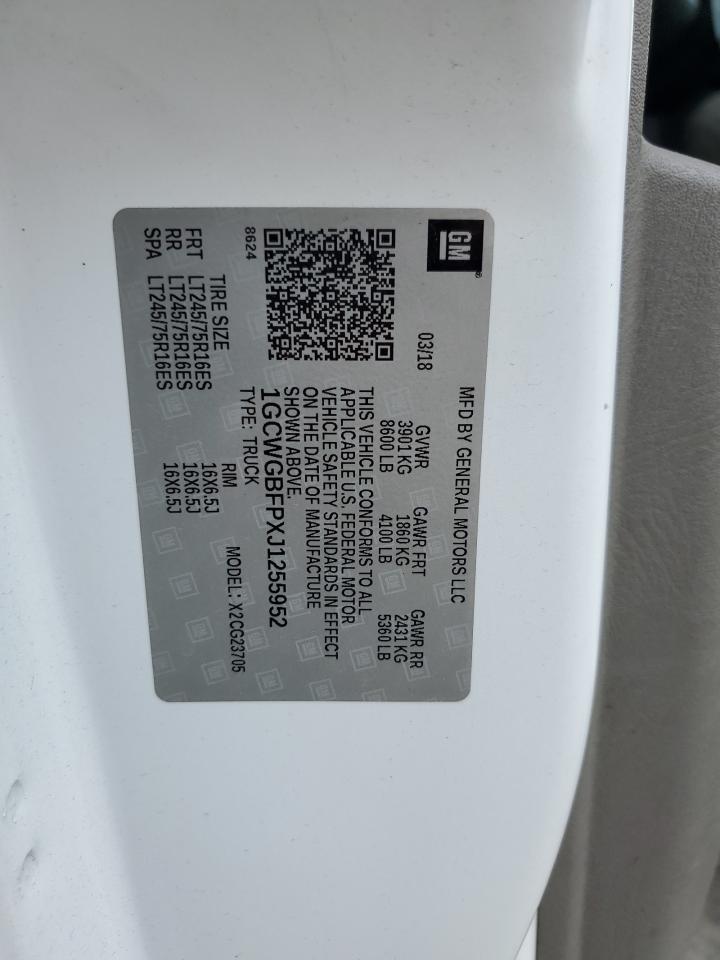 MFD BY GENERAL MOTORS LLC
GM®
03/18
GVWR GAWR FRT GAWR RR
3901 KG 1860 KG 2431 KG
8600 LB 4100 LB 5360 LB
THIS VEHICLE CONFORMS TO ALL
APPLICABLE U.S. FEDERAL MOTOR
VEHICLE SAFETY STANDARDS IN EFFECT
ON THE DATE OF MANUFACTURE
SHOWN ABOVE.
1GCWGBFPXJ1255952
TYPE: TRUCK
8624
MODEL: X2CG23705
TIRE SIZE RIM
FRT LT245/75R16ES 16X6.5J
RR LT245/75R16ES 16X6.5J
SPA LT245/75R16ES 16X6.5J